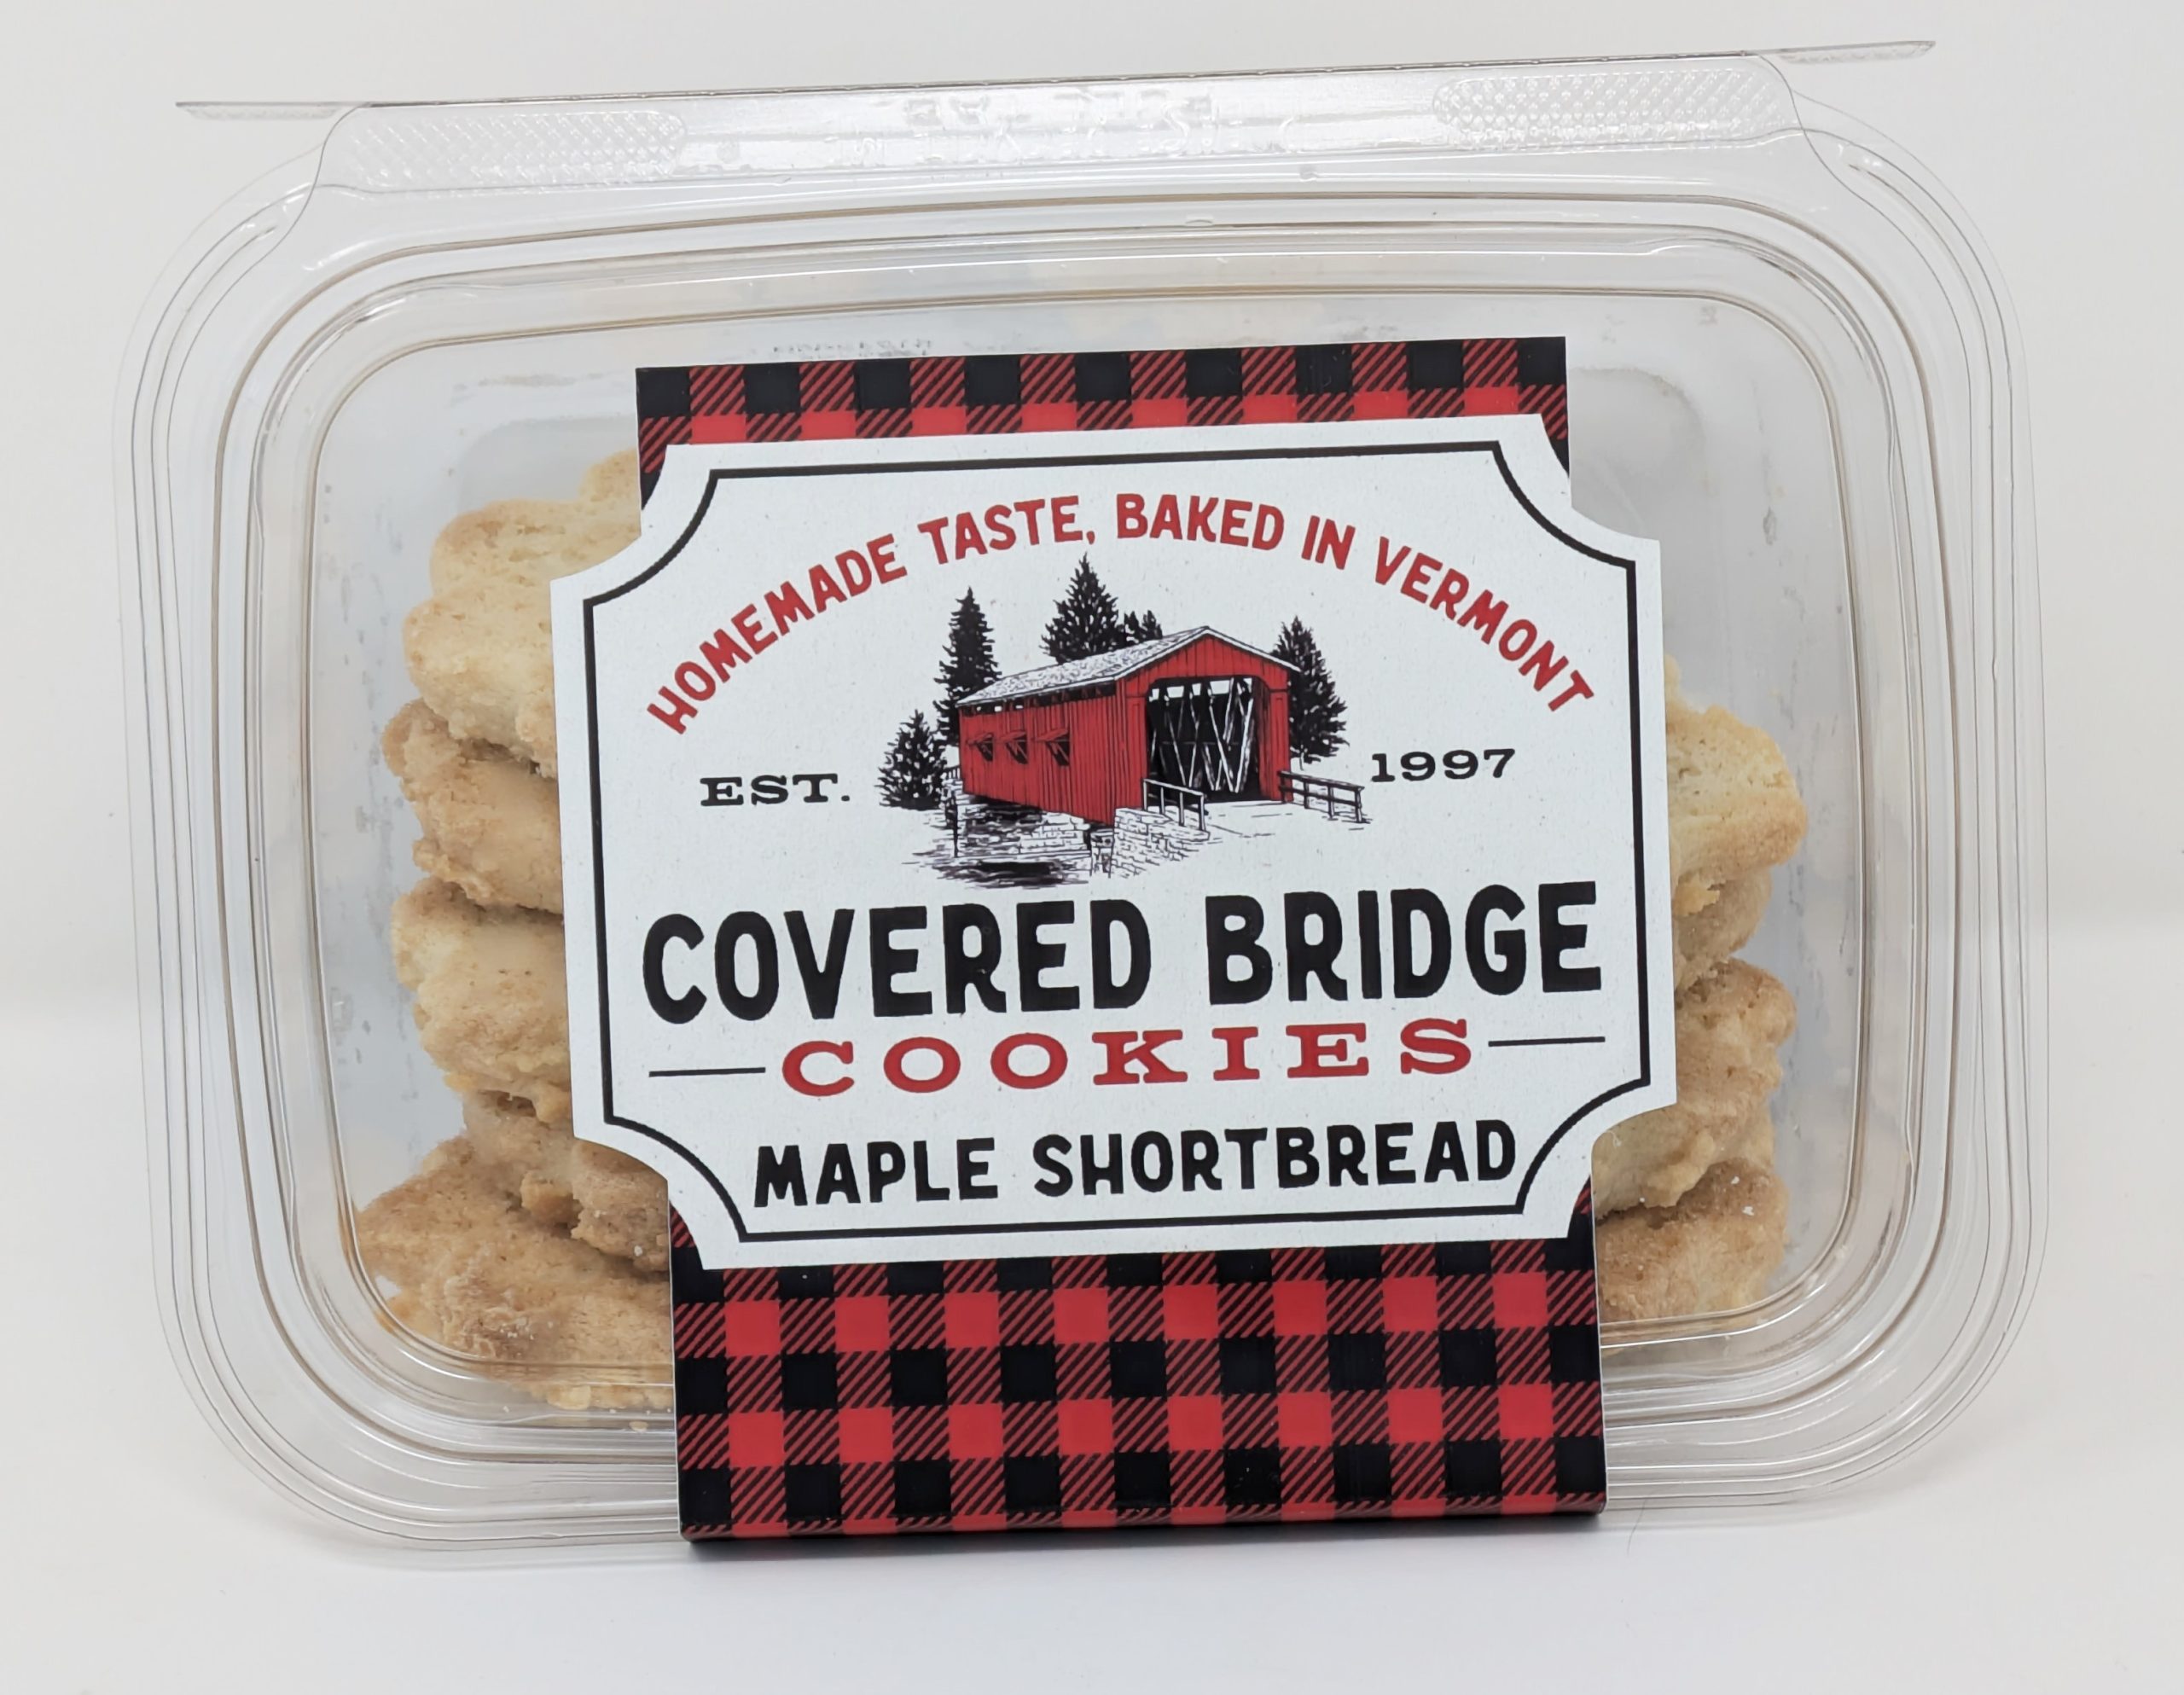 HOMEMADE TASTE, BAKED IN VERMONT
EST. 1997
COVERED BRIDGE
COOKIES
MAPLE SHORTBREAD